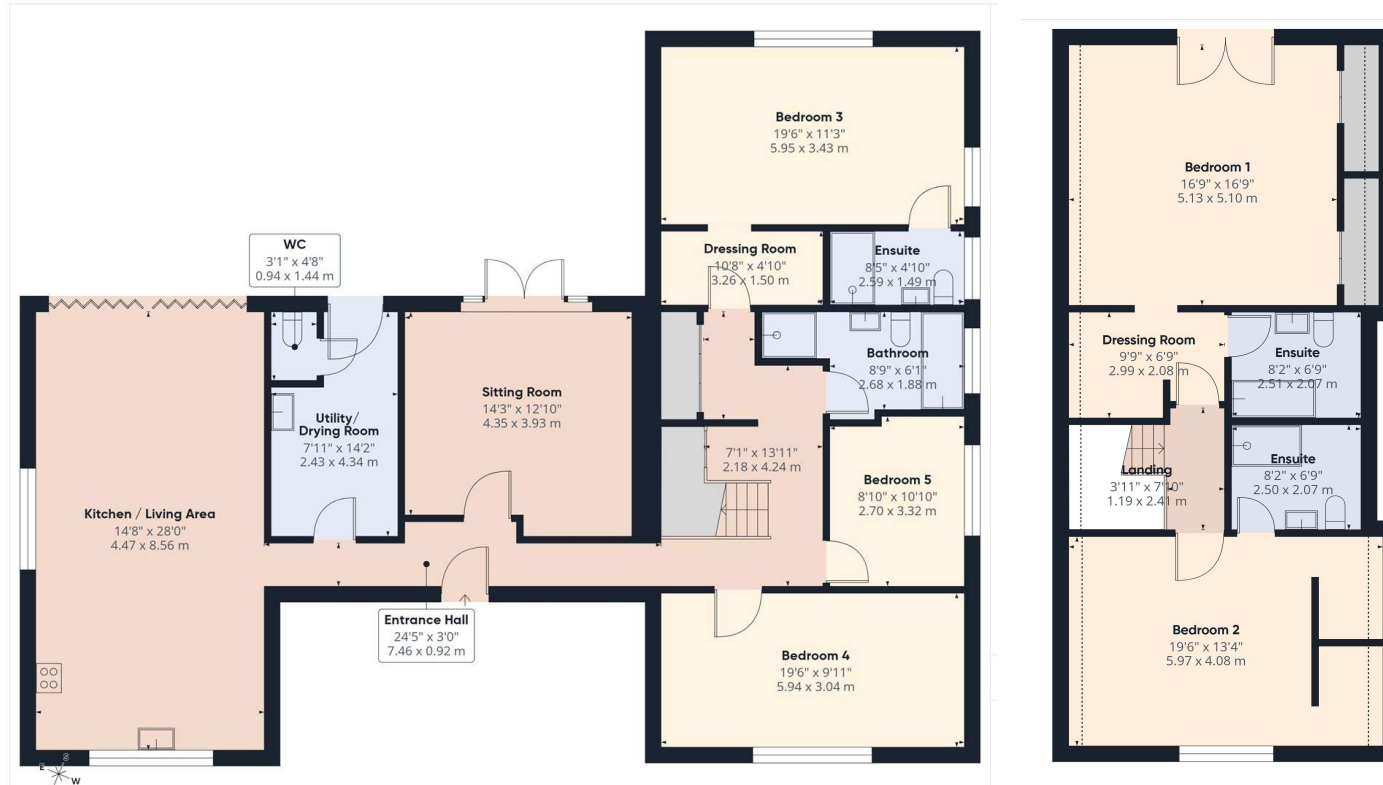 Bedroom 3
19'6" x 11'3"
5.95 x 3.43 m
Dressing Room
10'8" x 4'10"
3.26 x 1.50 m
Ensuite
8'5" x 4'10"
2.59 x 1.49 m
WC
3'1" x 4'8"
0.94 x 1.44 m
Bathroom
8'9" x 6'1"
2.68 x 1.88 m
Sitting Room
14'3" x 12'10"
4.35 x 3.93 m
Utility/
Drying Room
7'11" x 14'2"
2.43 x 4.34 m
7'1" x 13'11"
2.18 x 4.24 m
Bedroom 5
8'10" x 10'10"
2.70 x 3.32 m
Kitchen / Living Area
14'8" x 28'0"
4.47 x 8.56 m
Entrance Hall
24'5" x 3'0"
7.46 x 0.92 m
Bedroom 4
19'6" x 9'11"
5.94 x 3.04 m
E
W
Bedroom 1
16'9" x 16'9"
5.13 x 5.10 m
Dressing Room
9'9" x 6'9"
2.99 x 2.08 m
Ensuite
8'2" x 6'9"
2.51 x 2.07 m
Landing
3'11" x 7'10"
1.19 x 2.41 m
Ensuite
8'2" x 6'9"
2.50 x 2.07 m
Bedroom 2
19'6" x 13'4"
5.97 x 4.08 m